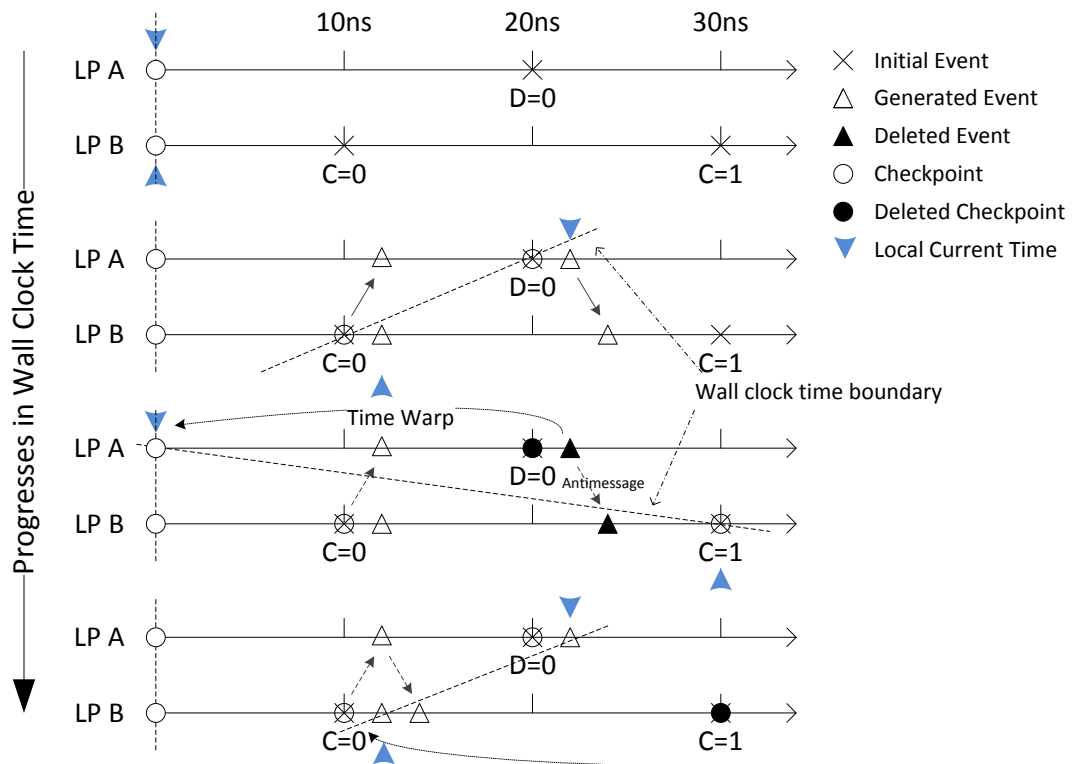 10ns 20ns 30ns
LP A
D=0
LP B
C=0 C=1
Initial Event
Generated Event
Deleted Event
Checkpoint
Deleted Checkpoint
Local Current Time
Progresses in Wall Clock Time
LP A
D=0
LP B
C=0 C=1
Wall clock time boundary
Time Warp
LP A
D=0
Antimessage
LP B
C=0 C=1
LP A
D=0
LP B
C=0 C=1